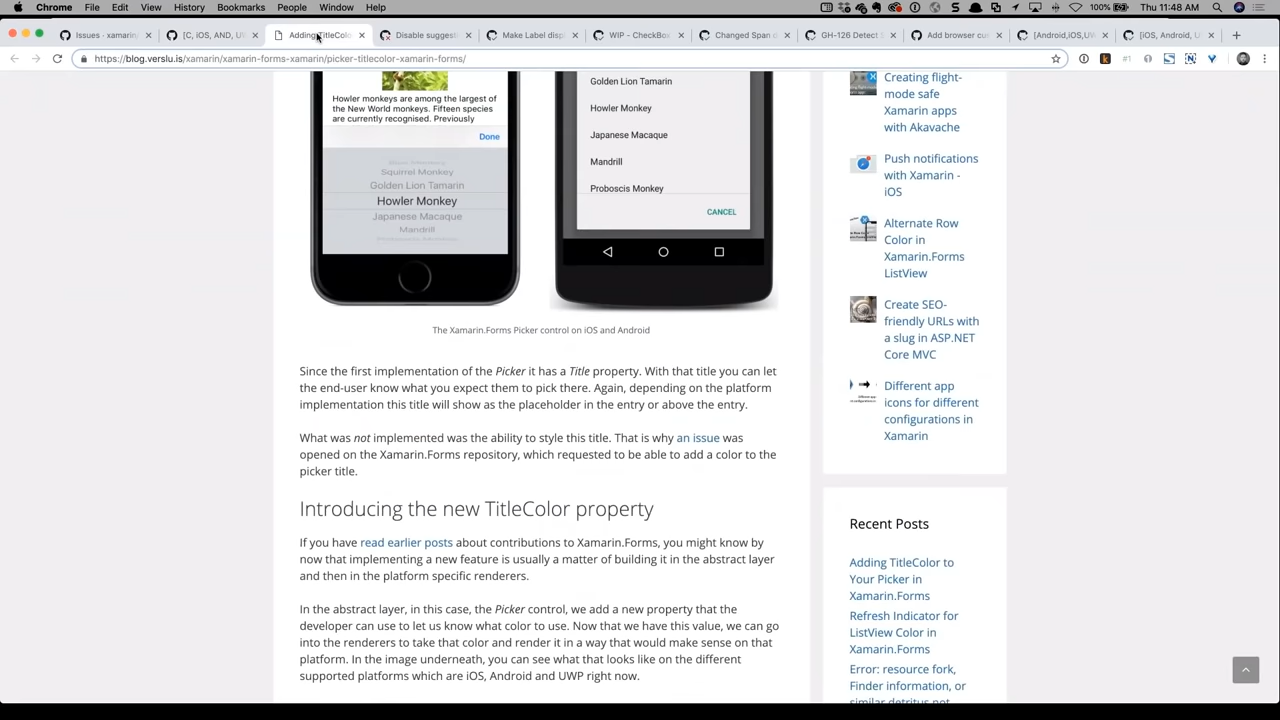 Chrome File Edit View History Bookmarks People Window Help 100% Thu 11:48 AM
Issues · xamarin
[C, iOS, AND, U
Adding TitleColo
Disable suggesti
Make Label disp
WIP - CheckBox
Changed Span d
GH-126 Detect
Add browser cus
[Android,iOS,UW
[iOS, Android, U
https://blog.verslu.is/xamarin/xamarin-forms-xamarin/picker-titlecolor-xamarin-forms/
#1
Howler monkeys are among the largest of
the New World monkeys. Fifteen species
are currently recognised. Previously
Done
Squirrel Monkey
Golden Lion Tamarin
Howler Monkey
Japanese Macaque
Mandrill
Golden Lion Tamarin
Howler Monkey
Japanese Macaque
Mandrill
Proboscis Monkey
CANCEL
The Xamarin.Forms Picker control on iOS and Android
Since the first implementation of the Picker it has a Title property. With that title you can let
the end-user know what you expect them to pick there. Again, depending on the platform
implementation this title will show as the placeholder in the entry or above the entry.
What was not implemented was the ability to style this title. That is why an issue was
opened on the Xamarin.Forms repository, which requested to be able to add a color to the
picker title.
Introducing the new TitleColor property
If you have read earlier posts about contributions to Xamarin.Forms, you might know by
now that implementing a new feature is usually a matter of building it in the abstract layer
and then in the platform specific renderers.
In the abstract layer, in this case, the Picker control, we add a new property that the
developer can use to let us know what color to use. Now that we have this value, we can go
into the renderers to take that color and render it in a way that would make sense on that
platform. In the image underneath, you can see what that looks like on the different
supported platforms which are iOS, Android and UWP right now.
Creating flight-
mode safe
Xamarin apps
with Akavache
Push notifications
with Xamarin -
iOS
Alternate Row
Color in
Xamarin.Forms
ListView
Create SEO-
friendly URLs with
a slug in ASP.NET
Core MVC
Different app
icons for different
configurations in
Xamarin
Recent Posts
Adding TitleColor to
Your Picker in
Xamarin.Forms
Refresh Indicator for
ListView Color in
Xamarin.Forms
Error: resource fork,
Finder information, or
similar detritus not